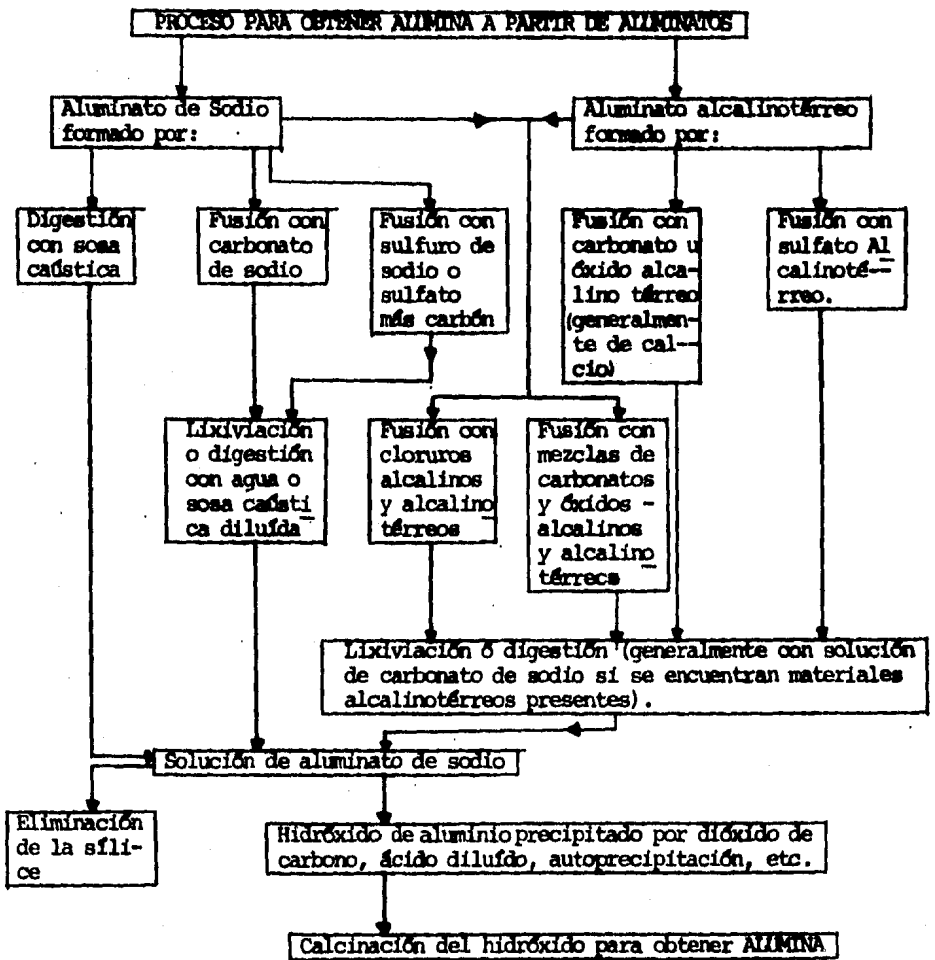 PROCESO PARA OBTENER ALUMINA A PARTIR DE ALUMINATOS
Aluminato de Sodio
formado por:
Aluminato alcalinotérreo
formado por:
Digestión
con sosa
caústica
Fusión con
carbonato
de sodio
Fusión con
sulfuro de
sodio o
sulfato
más carbón
Fusión con
carbonato u
óxido alca-
lino térreo
(generalmen-
te de cal--
cio)
Fusión con
sulfato Al
calinoté--
rreo.
Lixiviación
o digestión
con agua o
sosa caústi
ca diluída
Fusión con
cloruros
alcalinos
y alcalino
térreos
Fusión con
mezclas de
carbonatos
y óxidos -
alcalinos
y alcalino
térreos
Lixiviación ó digestión (generalmente con solución
de carbonato de sodio si se encuentran materiales
alcalinotérreos presentes).
Solución de aluminato de sodio
Eliminación
de la síli-
ce
Hidróxido de aluminio precipitado por dióxido de
carbono, ácido diluído, autoprecipitación, etc.
Calcinación del hidróxido para obtener ALUMINA